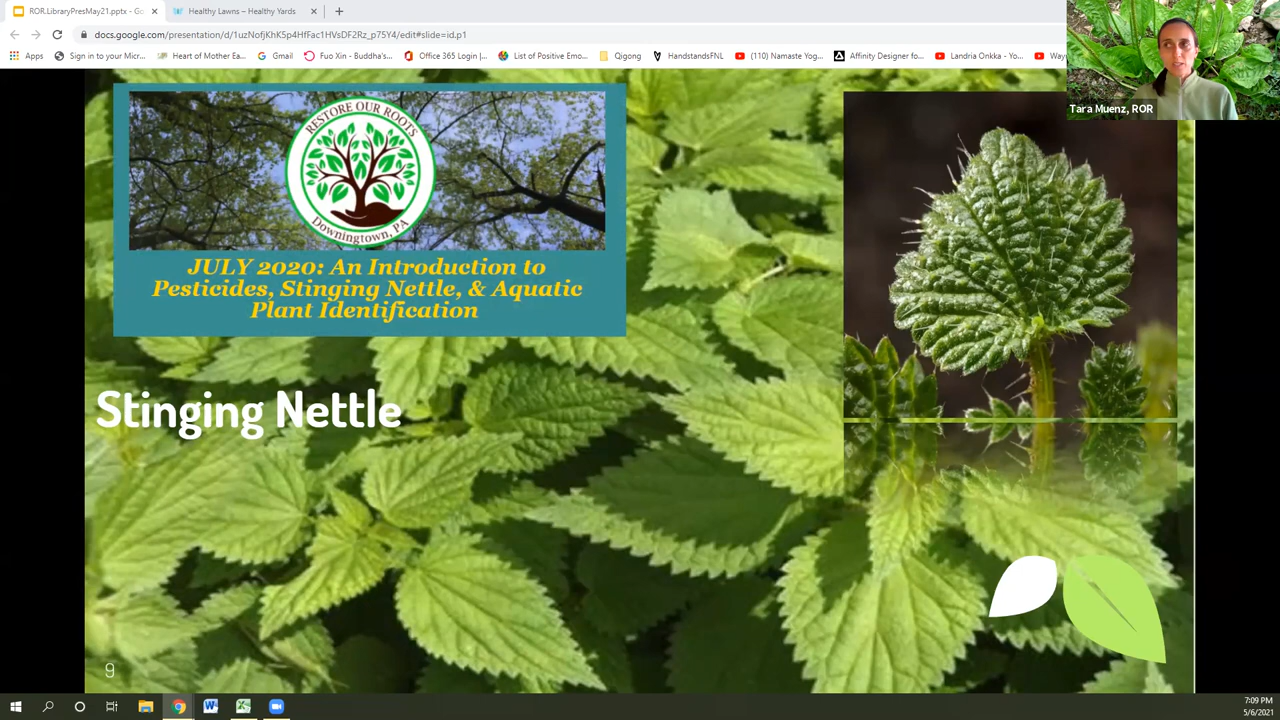 ROR.LibraryPresMay21.pptx - Go
Healthy Lawns – Healthy Yards
docs.google.com/presentation/d/1uzNofjKhK5p4HfFac1HVsDF2Rz_p75Y4/edit#slide=id.p1
Apps
Sign in to your Micr...
Heart of Mother Ea...
Gmail
Fuo Xin - Buddha's...
Office 365 Login |...
List of Positive Emo...
Qigong
HandstandsFNL
(110) Namaste Yog...
Affinity Designer fo...
Landria Onkka - Yo...
Way
Tara Muenz, ROR
RESTORE OUR ROOTS
Downingtown, PA
JULY 2020: An Introduction to
Pesticides, Stinging Nettle, & Aquatic
Plant Identification
Stinging Nettle
9
7:09 PM
5/6/2021